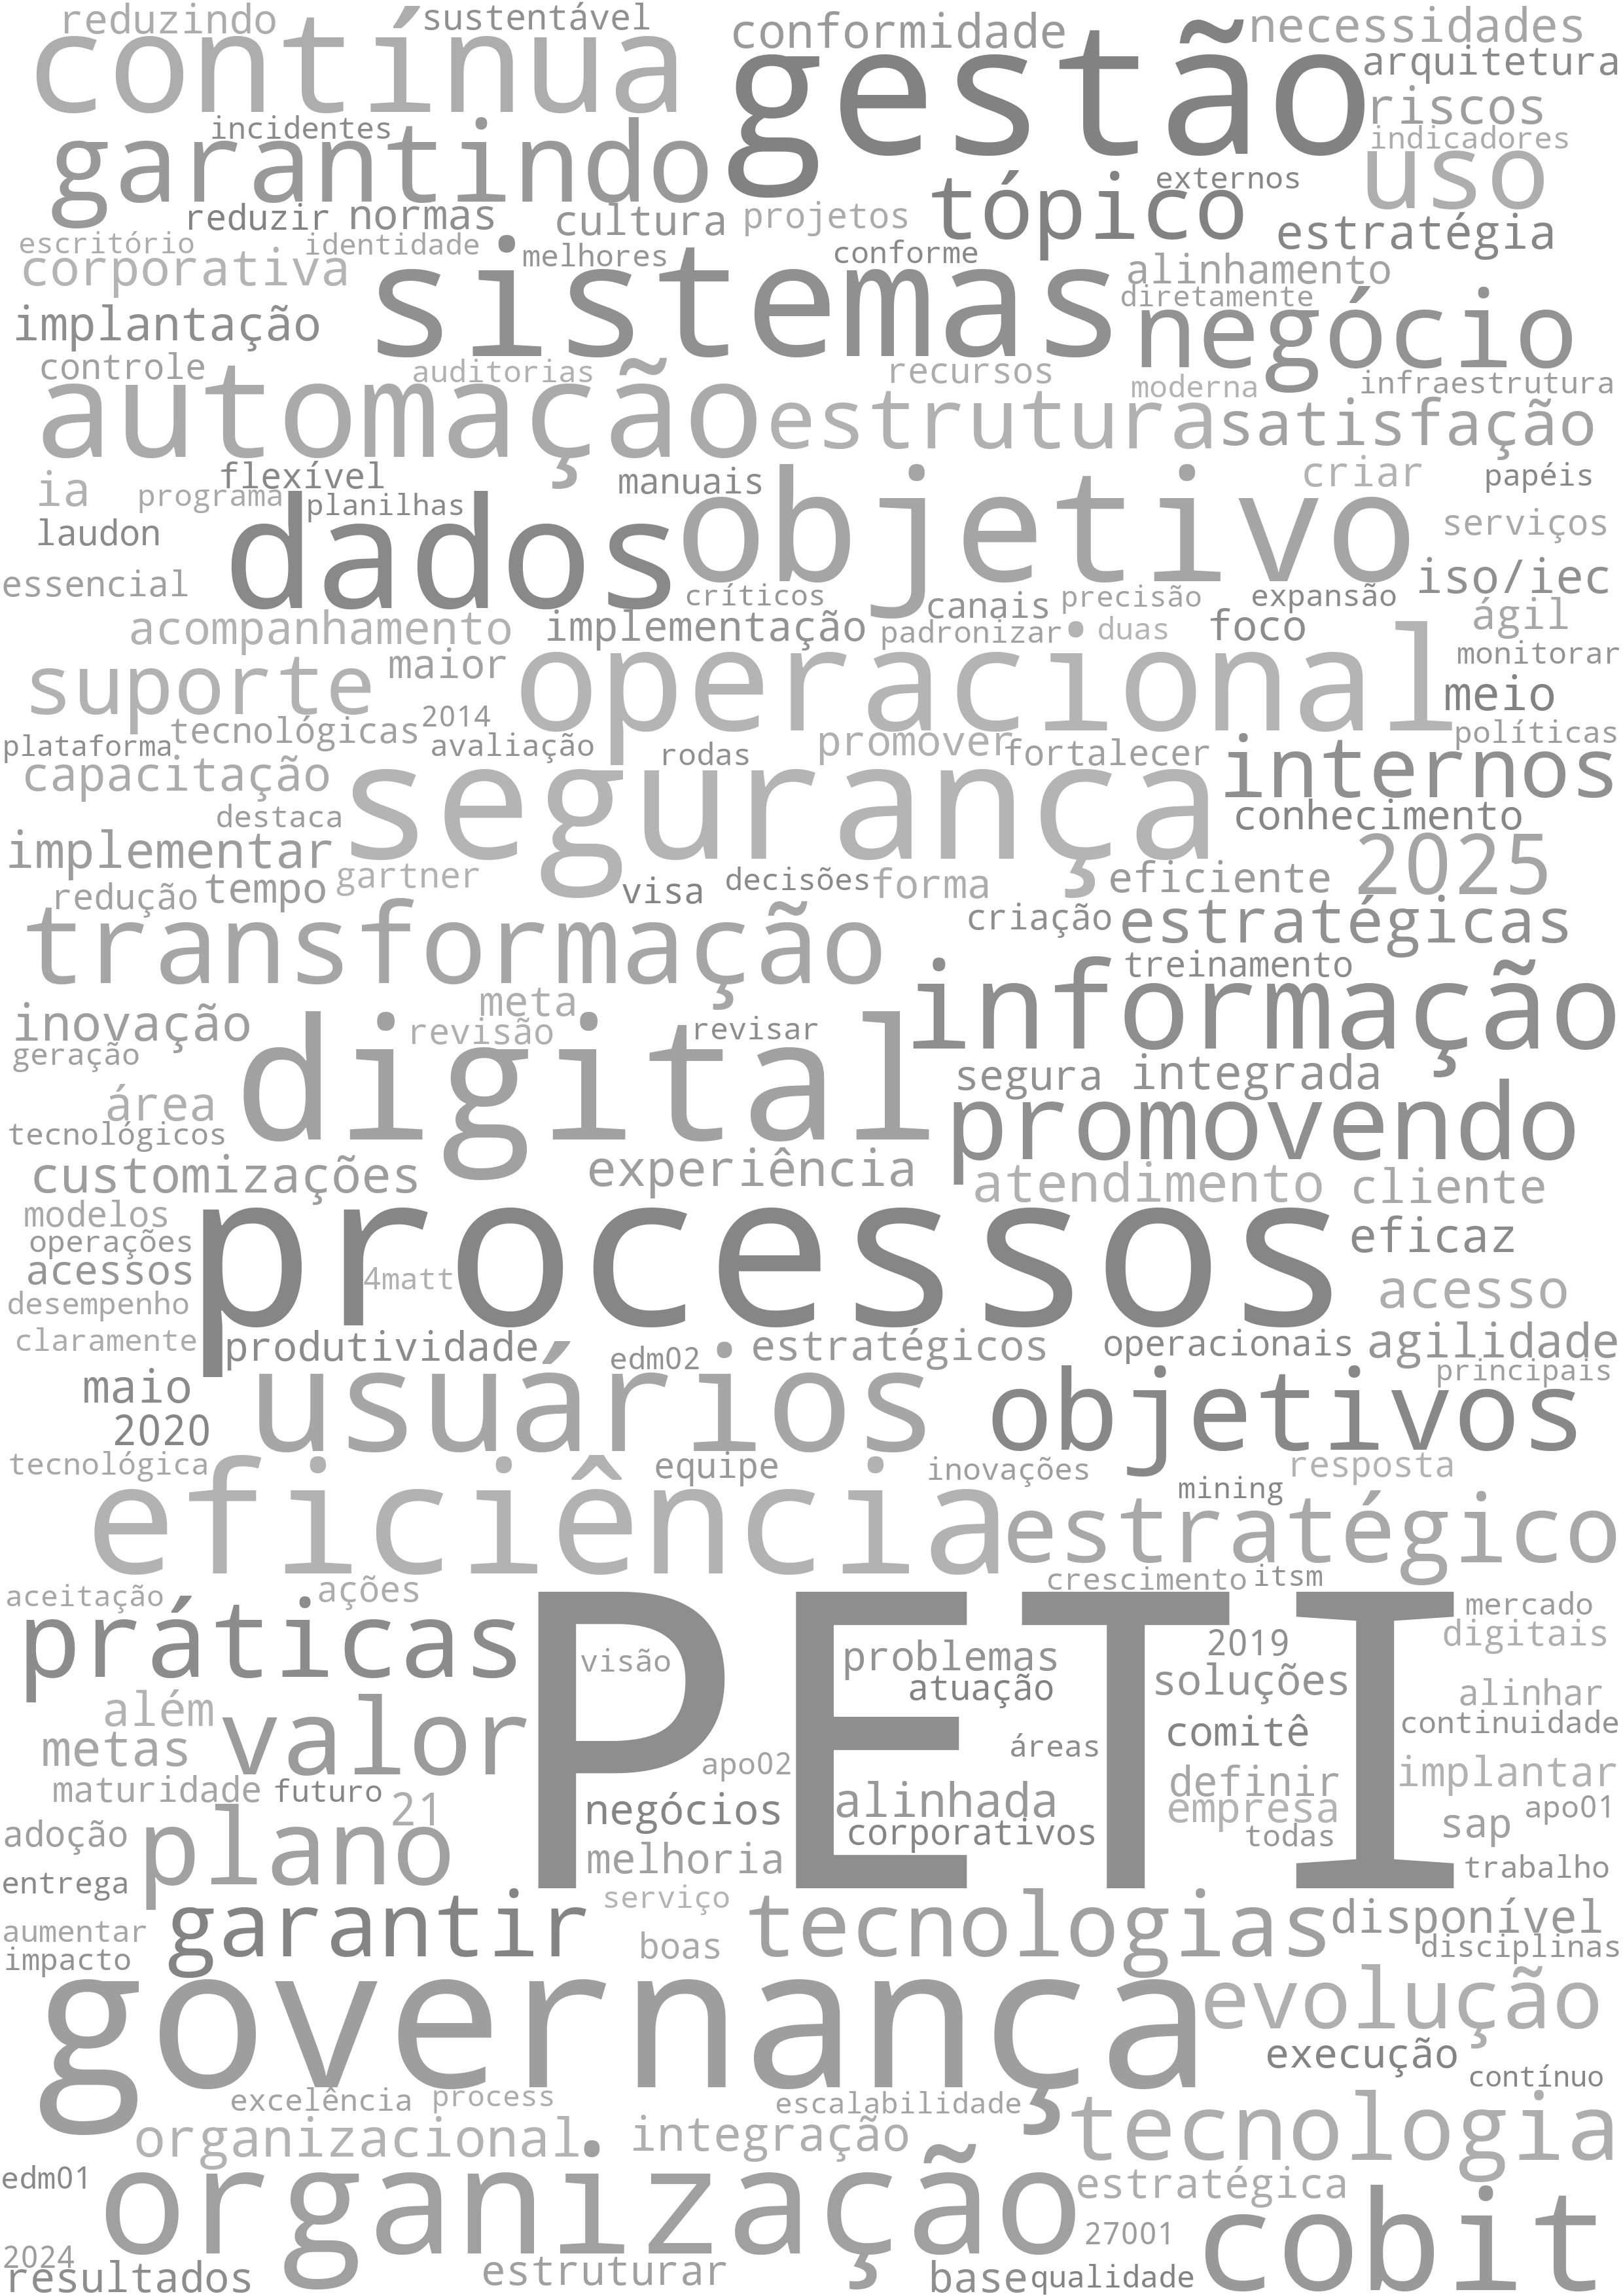 reduzindo
sustentável
contínua
conformidade
gestão
necessidades
arquitetura
riscos
indicadores
incidentes
garantindo
uso
tópico
externos
reduzir
normas
cultura
projetos
estratégia
escritório
identidade
melhores
conforme
corporativa
sistemas
alinhamento
diretamente
negócio
implantação
controle
auditorias
recursos
moderna
infraestrutura
automação
estrutura
satisfação
ia
programa
flexível
planilhas
manuais
objetivo
criar
papéis
laudon
dados
serviços
essencial
críticos
canais
precisão
expansão
iso/iec
acompanhamento
implementação
padronizar
duas
foco
ágil
suporte
maior
operacional
monitorar
meio
plataforma
tecnológicas
2014
avaliação
rodas
promover
fortalecer
políticas
internos
capacitação
segurança
destaca
conhecimento
implementar
2025
redução
tempo
gartner
visa
decisões
forma
eficiente
transformação
criação
estratégicas
treinamento
informação
inovação
meta
revisão
revisar
geração
digital
segura
integrada
área
promovendo
tecnológicos
customizações
experiência
atendimento
cliente
modelos
operações
processos
eficaz
acessos
4matt
acesso
desempenho
claramente
produtividade
edm02
estratégicos
operacionais
agilidade
principais
maio
usuários
objetivos
2020
tecnológica
equipe
inovações
resposta
mining
eficiência
estratégico
aceitação
ações
crescimento
itsm
mercado
práticas
PETI
visão
problemas
2019
digitais
atuação
soluções
alinhar
além
valor
comitê
continuidade
metas
áreas
apo02
maturidade
futuro
21
negócios
alinhada
definir
implantar
empresa
apo01
adoção
plano
corporativos
todas
sap
melhoria
trabalho
entrega
serviço
aumentar
garantir
tecnologias
disponível
impacto
boas
disciplinas
governança
evolução
execução
contínuo
excelência
process
escalabilidade
organizacional
integração
tecnologia
edm01
organização
estratégica
cobit
27001
2024
resultados
estruturar
base
qualidade